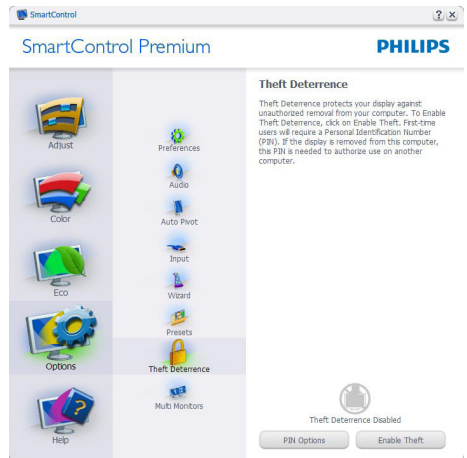 SmartControl
SmartControl Premium
PHILIPS
Adjust
Color
Eco
Options
Help
Preferences
Audio
Auto Pivot
Input
Wizard
Presets
Theft Deterrence
Multi Monitors
Theft Deterrence
Theft Deterrence protects your display against
unauthorized removal from your computer. To Enable
Theft Deterrence, click on Enable Theft. First-time
users will require a Personal Identification Number
(PIN). If the display is removed from this computer,
this PIN is needed to authorize use on another
computer.
Theft Deterrence Disabled
PIN Options
Enable Theft